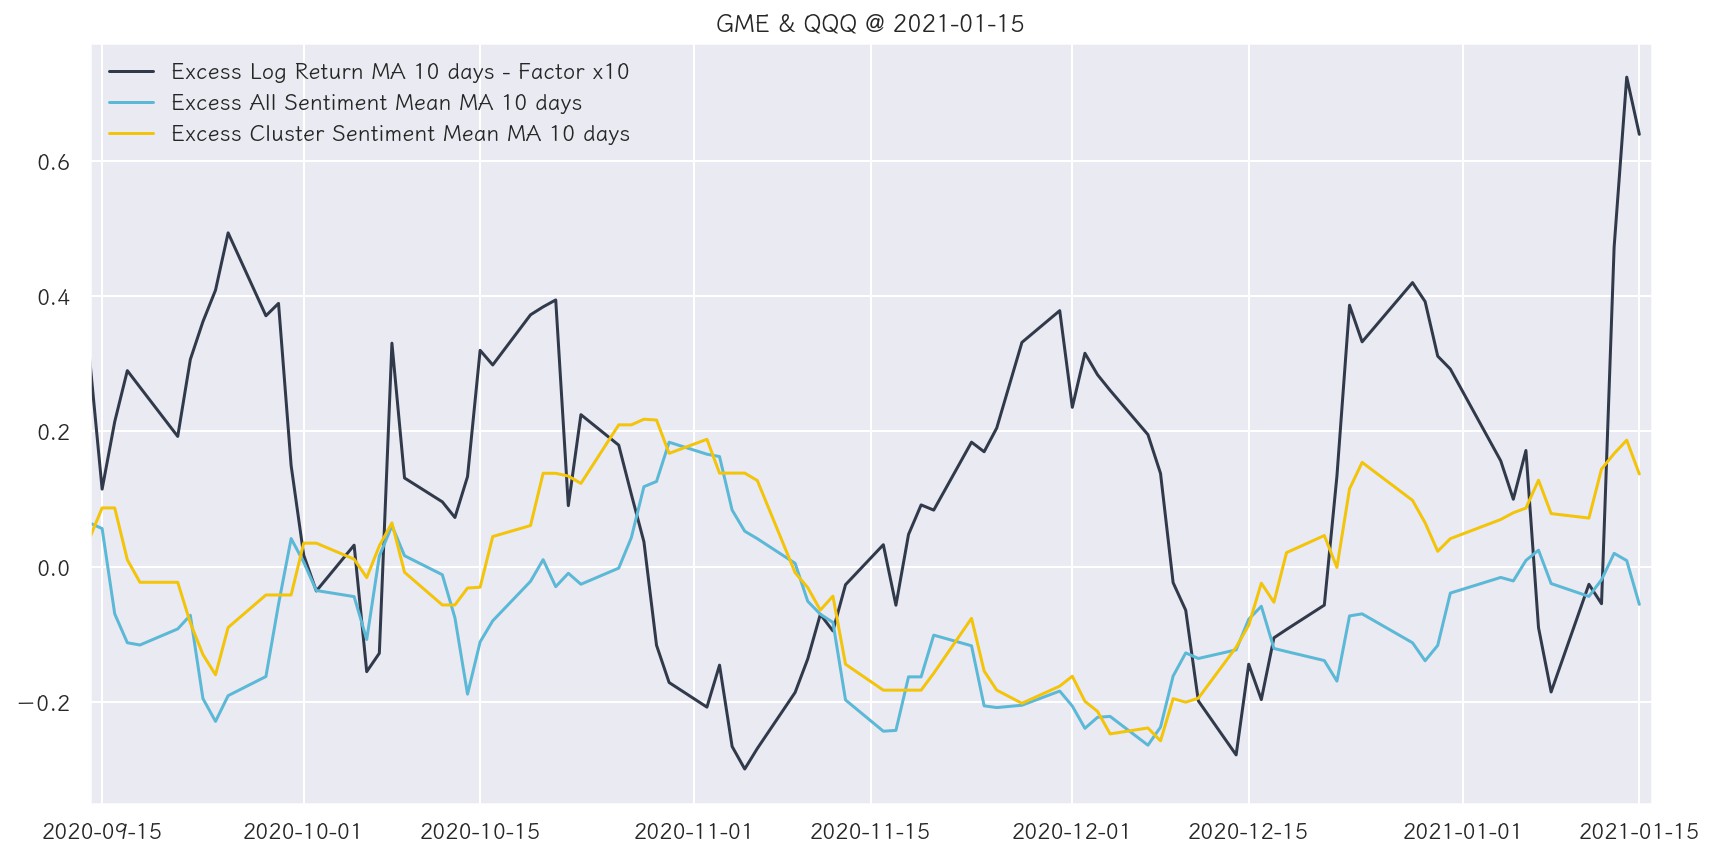 GME & QQQ @ 2021-01-15
Excess Log Return MA 10 days - Factor x10
Excess All Sentiment Mean MA 10 days
Excess Cluster Sentiment Mean MA 10 days
0.6
0.4
0.2
0.0
−0.2
2020-09-15 2020-10-01 2020-10-15 2020-11-01 2020-11-15 2020-12-01 2020-12-15 2021-01-01 2021-01-15